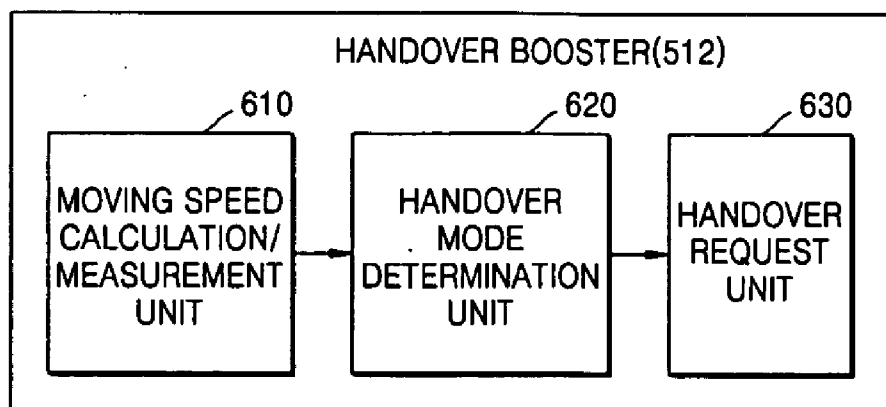 HANDOVER BOOSTER(512)
610
620
630
MOVING SPEED
CALCULATION/
MEASUREMENT
UNIT
HANDOVER
MODE
DETERMINATION
UNIT
HANDOVER
REQUEST
UNIT